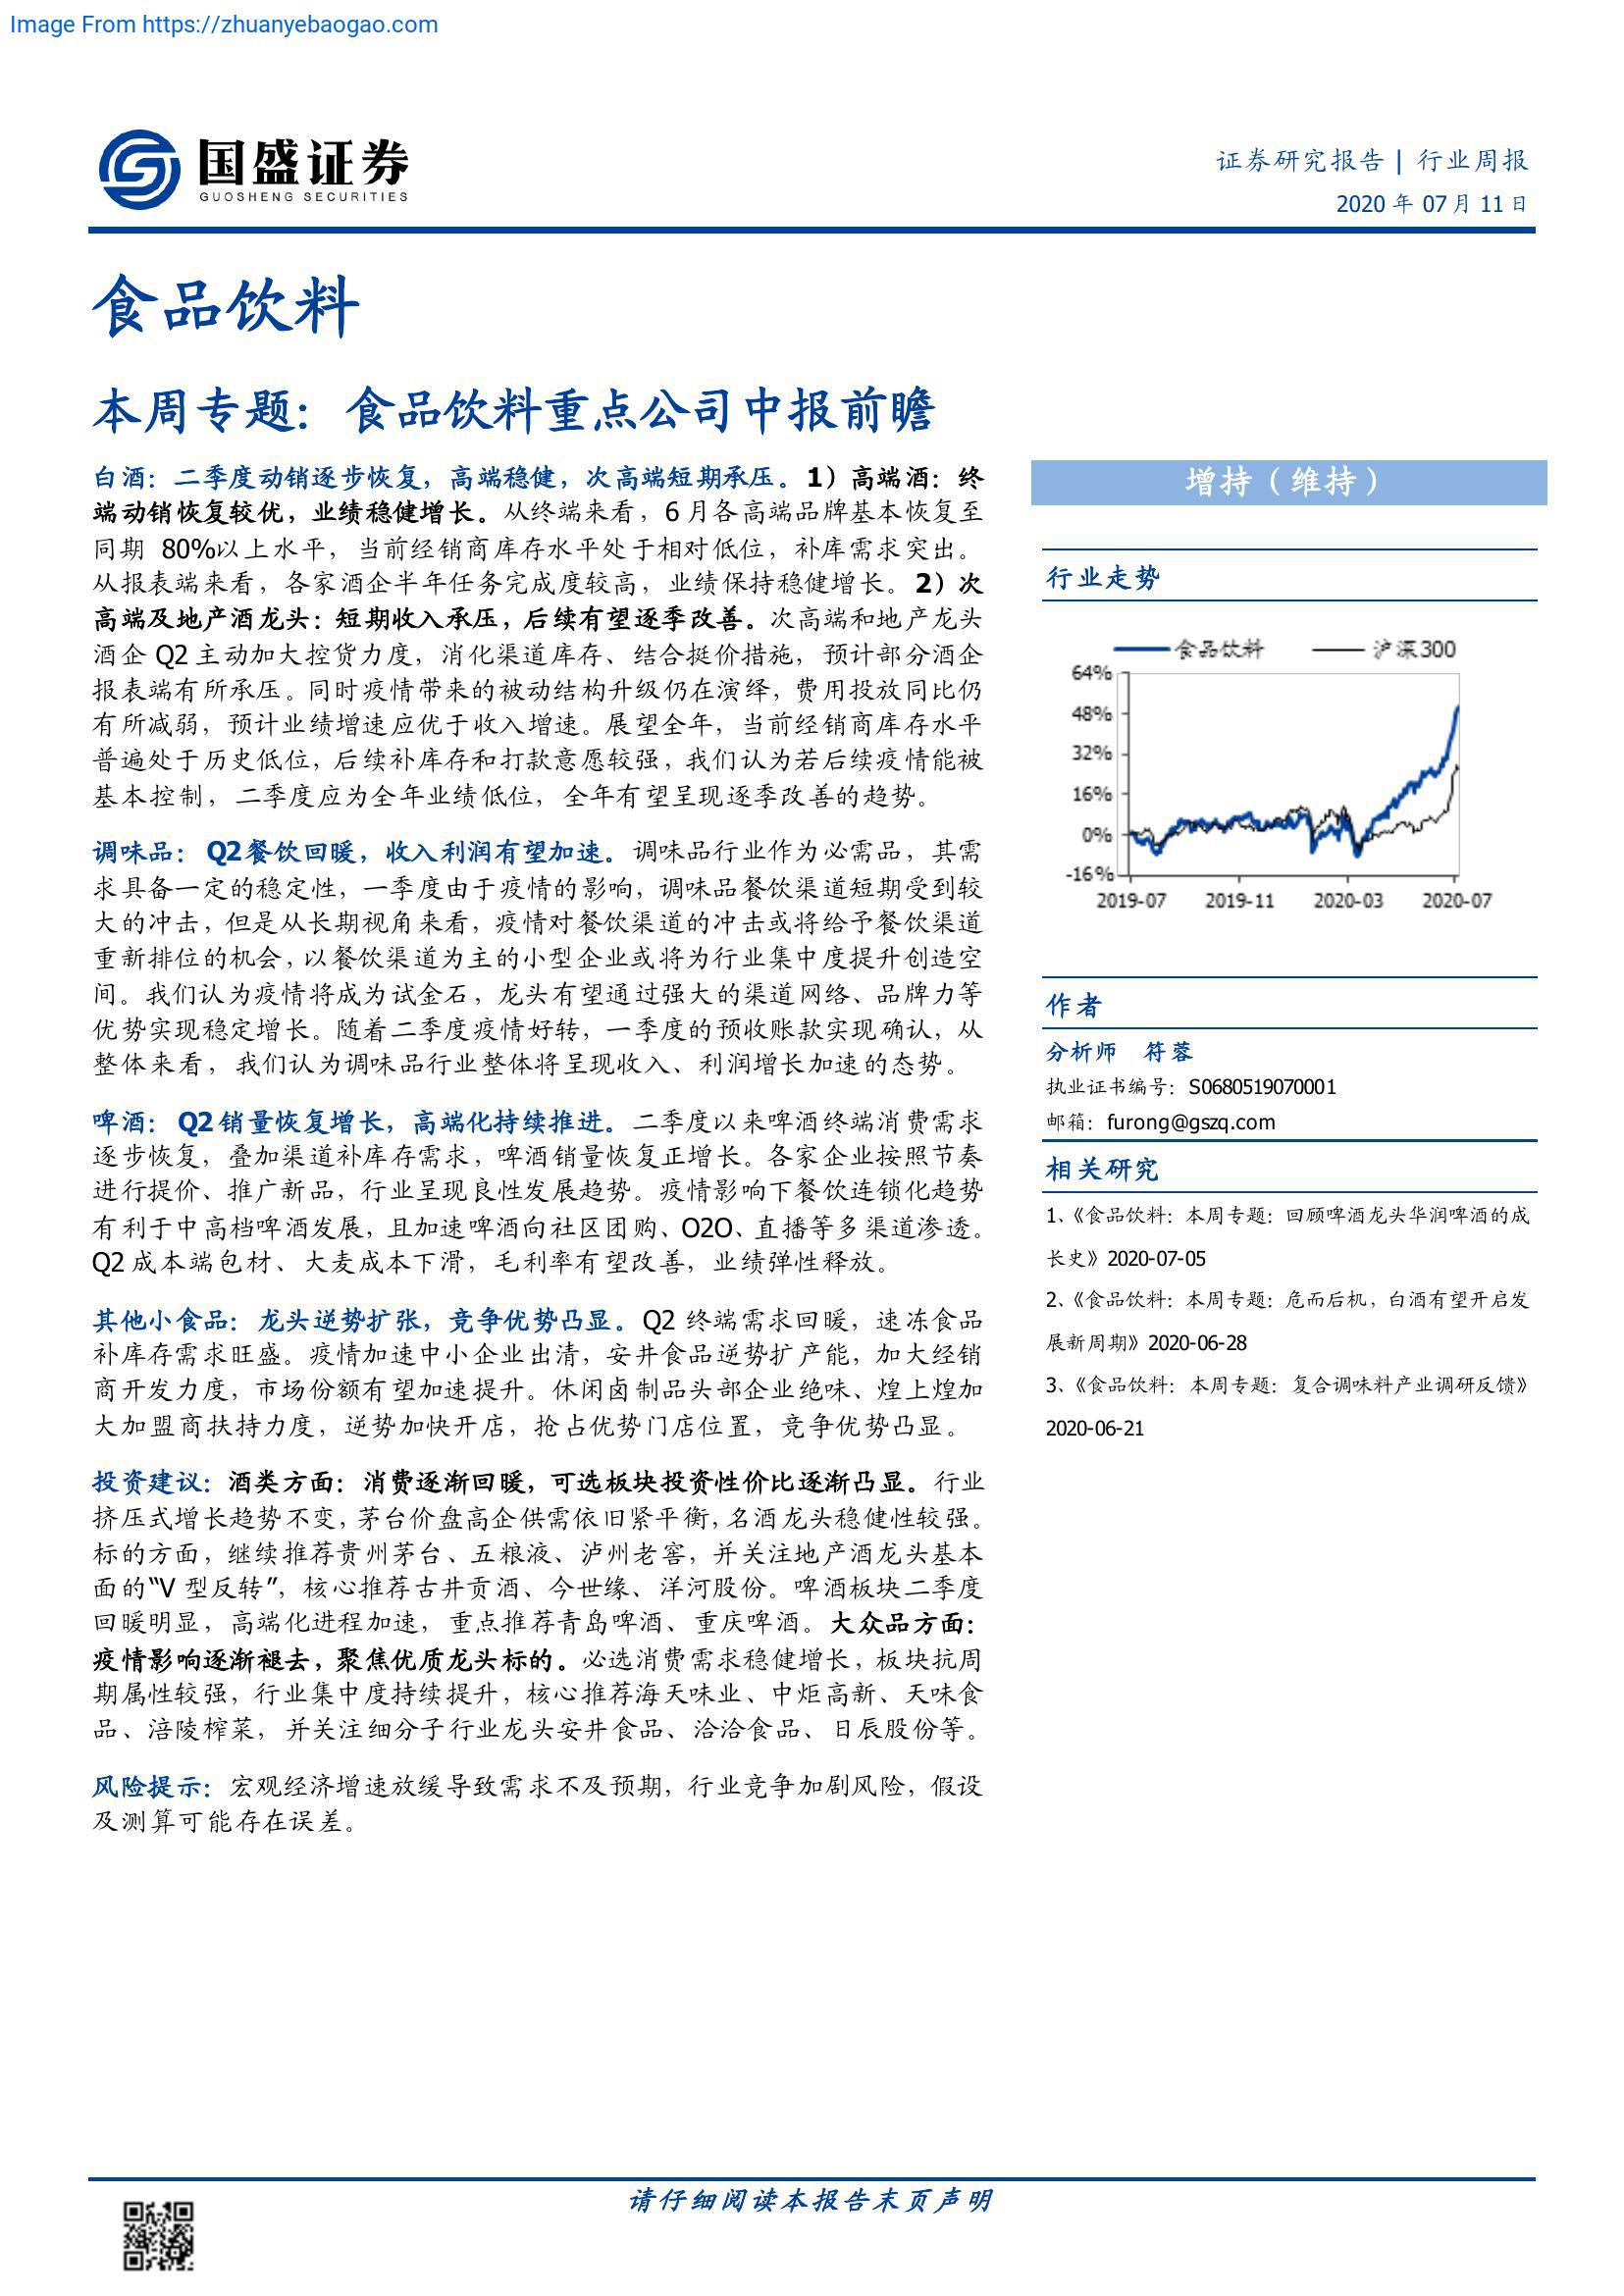 Image From https://zhuanyebaogao.com
国盛证券
GUOSHENG SECURITIES
证券研究报告 | 行业周报
2020 年 07 月 11 日
食品饮料
本周专题：食品饮料重点公司中报前瞻
白酒：二季度动销逐步恢复，高端稳健，次高端短期承压。1）高端酒：终
端动销恢复较优，业绩稳健增长。从终端来看，6 月各高端品牌基本恢复至
同期 80%以上水平，当前经销商库存水平处于相对低位，补库需求突出。
从报表端来看，各家酒企半年任务完成度较高，业绩保持稳健增长。2）次
高端及地产酒龙头：短期收入承压，后续有望逐季改善。次高端和地产龙头
酒企 Q2 主动加大控货力度，消化渠道库存、结合挺价措施，预计部分酒企
报表端有所承压。同时疫情带来的被动结构升级仍在演绎，费用投放同比仍
有所减弱，预计业绩增速应优于收入增速。展望全年，当前经销商库存水平
普遍处于历史低位，后续补库存和打款意愿较强，我们认为若后续疫情能被
基本控制，二季度应为全年业绩低位，全年有望呈现逐季改善的趋势。
调味品：Q2 餐饮回暖，收入利润有望加速。调味品行业作为必需品，其需
求具备一定的稳定性，一季度由于疫情的影响，调味品餐饮渠道短期受到较
大的冲击，但是从长期视角来看，疫情对餐饮渠道的冲击或将给予餐饮渠道
重新排位的机会，以餐饮渠道为主的小型企业或将为行业集中度提升创造空
间。我们认为疫情将成为试金石，龙头有望通过强大的渠道网络、品牌力等
优势实现稳定增长。随着二季度疫情好转，一季度的预收账款实现确认，从
整体来看，我们认为调味品行业整体将呈现收入、利润增长加速的态势。
啤酒：Q2 销量恢复增长，高端化持续推进。二季度以来啤酒终端消费需求
逐步恢复，叠加渠道补库存需求，啤酒销量恢复正增长。各家企业按照节奏
进行提价、推广新品，行业呈现良性发展趋势。疫情影响下餐饮连锁化趋势
有利于中高档啤酒发展，且加速啤酒向社区团购、O2O、直播等多渠道渗透。
Q2 成本端包材、大麦成本下滑，毛利率有望改善，业绩弹性释放。
其他小食品：龙头逆势扩张，竞争优势凸显。Q2 终端需求回暖，速冻食品
补库存需求旺盛。疫情加速中小企业出清，安井食品逆势扩产能，加大经销
商开发力度，市场份额有望加速提升。休闲卤制品头部企业绝味、煌上煌加
大加盟商扶持力度，逆势加快开店，抢占优势门店位置，竞争优势凸显。
投资建议：酒类方面：消费逐渐回暖，可选板块投资性价比逐渐凸显。行业
挤压式增长趋势不变，茅台价盘高企供需依旧紧平衡，名酒龙头稳健性较强。
标的方面，继续推荐贵州茅台、五粮液、泸州老窖，并关注地产酒龙头基本
面的“V 型反转”，核心推荐古井贡酒、今世缘、洋河股份。啤酒板块二季度
回暖明显，高端化进程加速，重点推荐青岛啤酒、重庆啤酒。大众品方面：
疫情影响逐渐褪去，聚焦优质龙头标的。必选消费需求稳健增长，板块抗周
期属性较强，行业集中度持续提升，核心推荐海天味业、中炬高新、天味食
品、涪陵榨菜，并关注细分子行业龙头安井食品、洽洽食品、日辰股份等。
风险提示：宏观经济增速放缓导致需求不及预期，行业竞争加剧风险，假设
及测算可能存在误差。
增持（维持）
行业走势
食品饮料 沪深300
64%
48%
32%
16%
0%
-16%
2019-07 2019-11 2020-03 2020-07
作者
分析师 符蓉
执业证书编号：S0680519070001
邮箱：furong@gszq.com
相关研究
1、《食品饮料：本周专题：回顾啤酒龙头华润啤酒的成
长史》2020-07-05
2、《食品饮料：本周专题：危而后机，白酒有望开启发
展新周期》2020-06-28
3、《食品饮料：本周专题：复合调味料产业调研反馈》
2020-06-21
请仔细阅读本报告末页声明